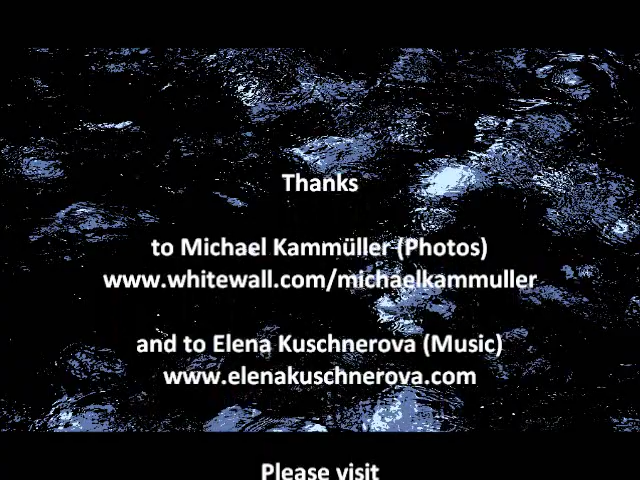 Thanks
to Michael Kammüller (Photos)
www.whitewall.com/michaelkammuller
and to Elena Kuschnerova (Music)
www.elenakuschnerova.com
Please visit